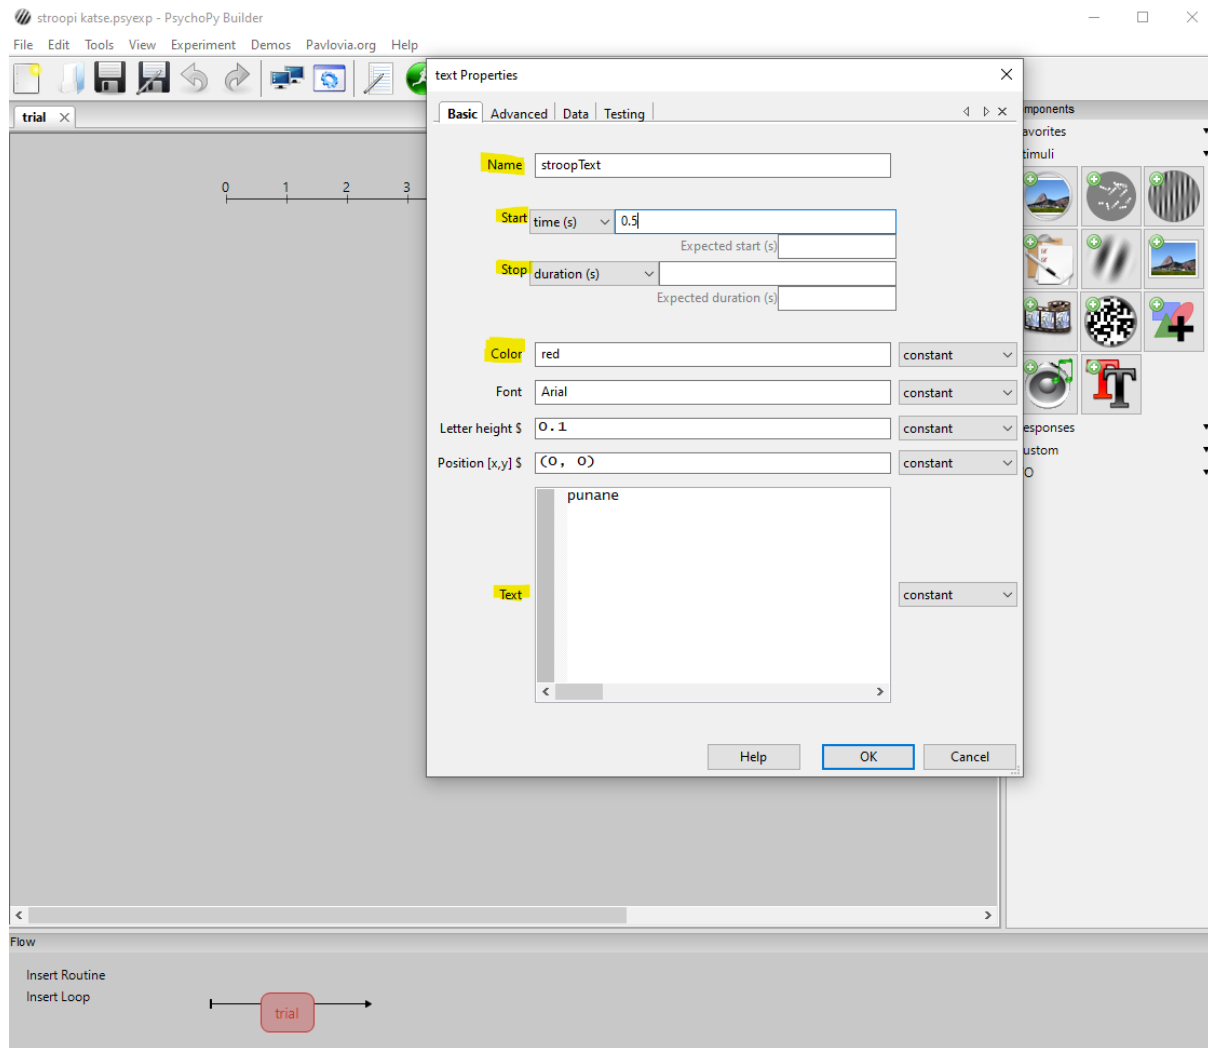 stroopi katse.psyexp - PsychoPy Builder
File Edit Tools View Experiment Demos Pavlovia.org Help
text Properties
trial
Basic Advanced Data Testing
mponents
avorites
timuli
Name stroopText
0 1 2 3
Start time (s) 0.5
Expected start (s)
Stop duration (s)
Expected duration (s)
Color red constant
Font Arial constant
Letter height $ 0.1 constant
esponses
Position [x,y] $ (0, 0) constant
ustom
O
punane
Text constant
Help OK Cancel
Flow
Insert Routine
Insert Loop
trial